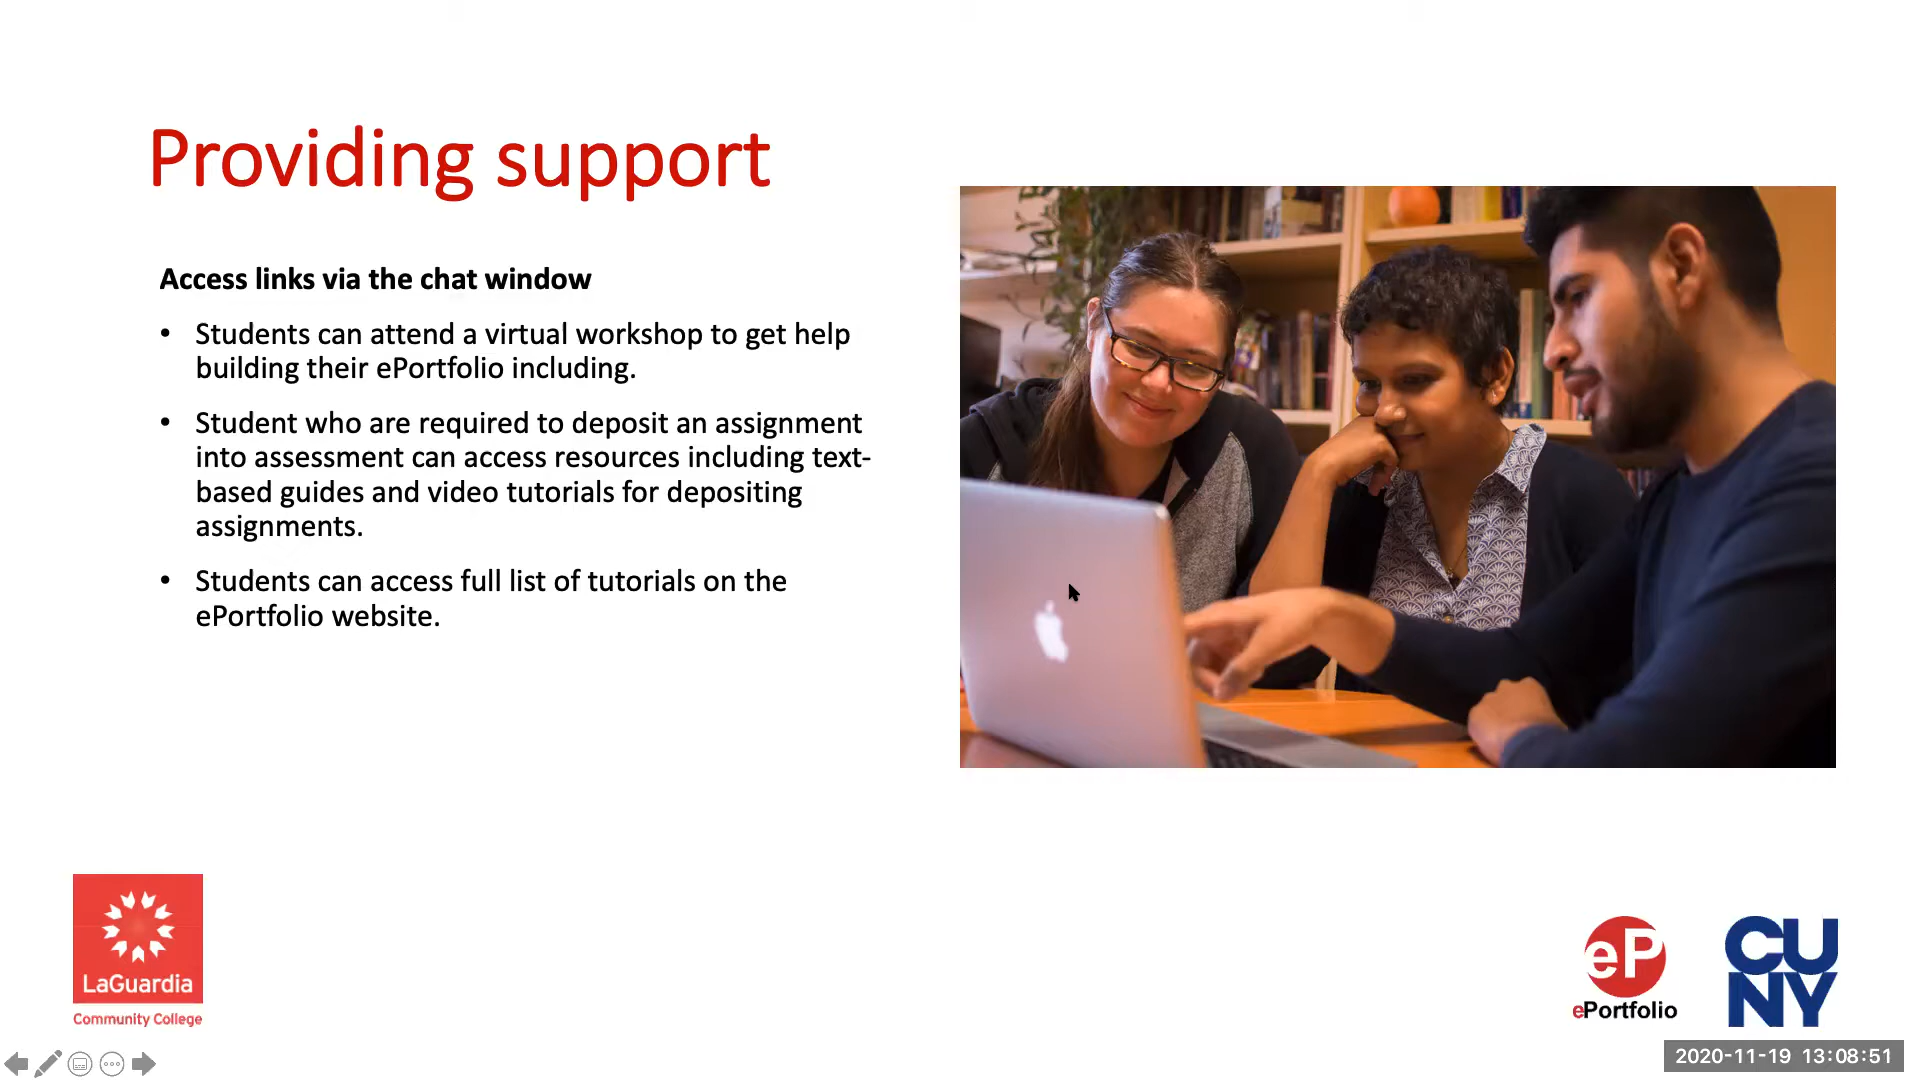 Providing support
Access links via the chat window
• Students can attend a virtual workshop to get help
building their ePortfolio including.
• Student who are required to deposit an assignment
into assessment can access resources including text-
based guides and video tutorials for depositing
assignments.
• Students can access full list of tutorials on the
ePortfolio website.
LaGuardia
Community College
eP
ePortfolio
CU
NY
2020-11-19 13:08:51